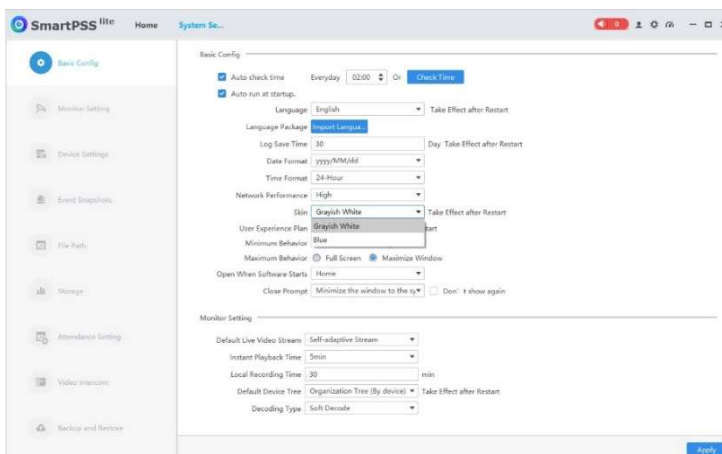 SmartPSS lite Home System Se... 0
Basic Config
Monitor Setting
Device Settings
Event Snapshots
File Path
Storage
Attendance Setting
Video Intercom
Backup and Restore
Basic Config
Auto check time Everyday 02:00 Or Check Time
Auto run at startup.
Language English Take Effect after Restart
Language Package Import Langua...
Log Save Time 30 Day Take Effect after Restart
Date Format yyyy/MM/dd
Time Format 24-Hour
Network Performance High
Skin Grayish White Take Effect after Restart
User Experience Plan Grayish White tart
Minimum Behavior Blue
Maximum Behavior Full Screen Maximize Window
Open When Software Starts Home
Close Prompt Minimize the window to the sy Don't show again
Monitor Setting
Default Live Video Stream Self-adaptive Stream
Instant Playback Time 5min
Local Recording Time 30 min
Default Device Tree Organization Tree (By device) Take Effect after Restart
Decoding Type Soft Decode
Apply